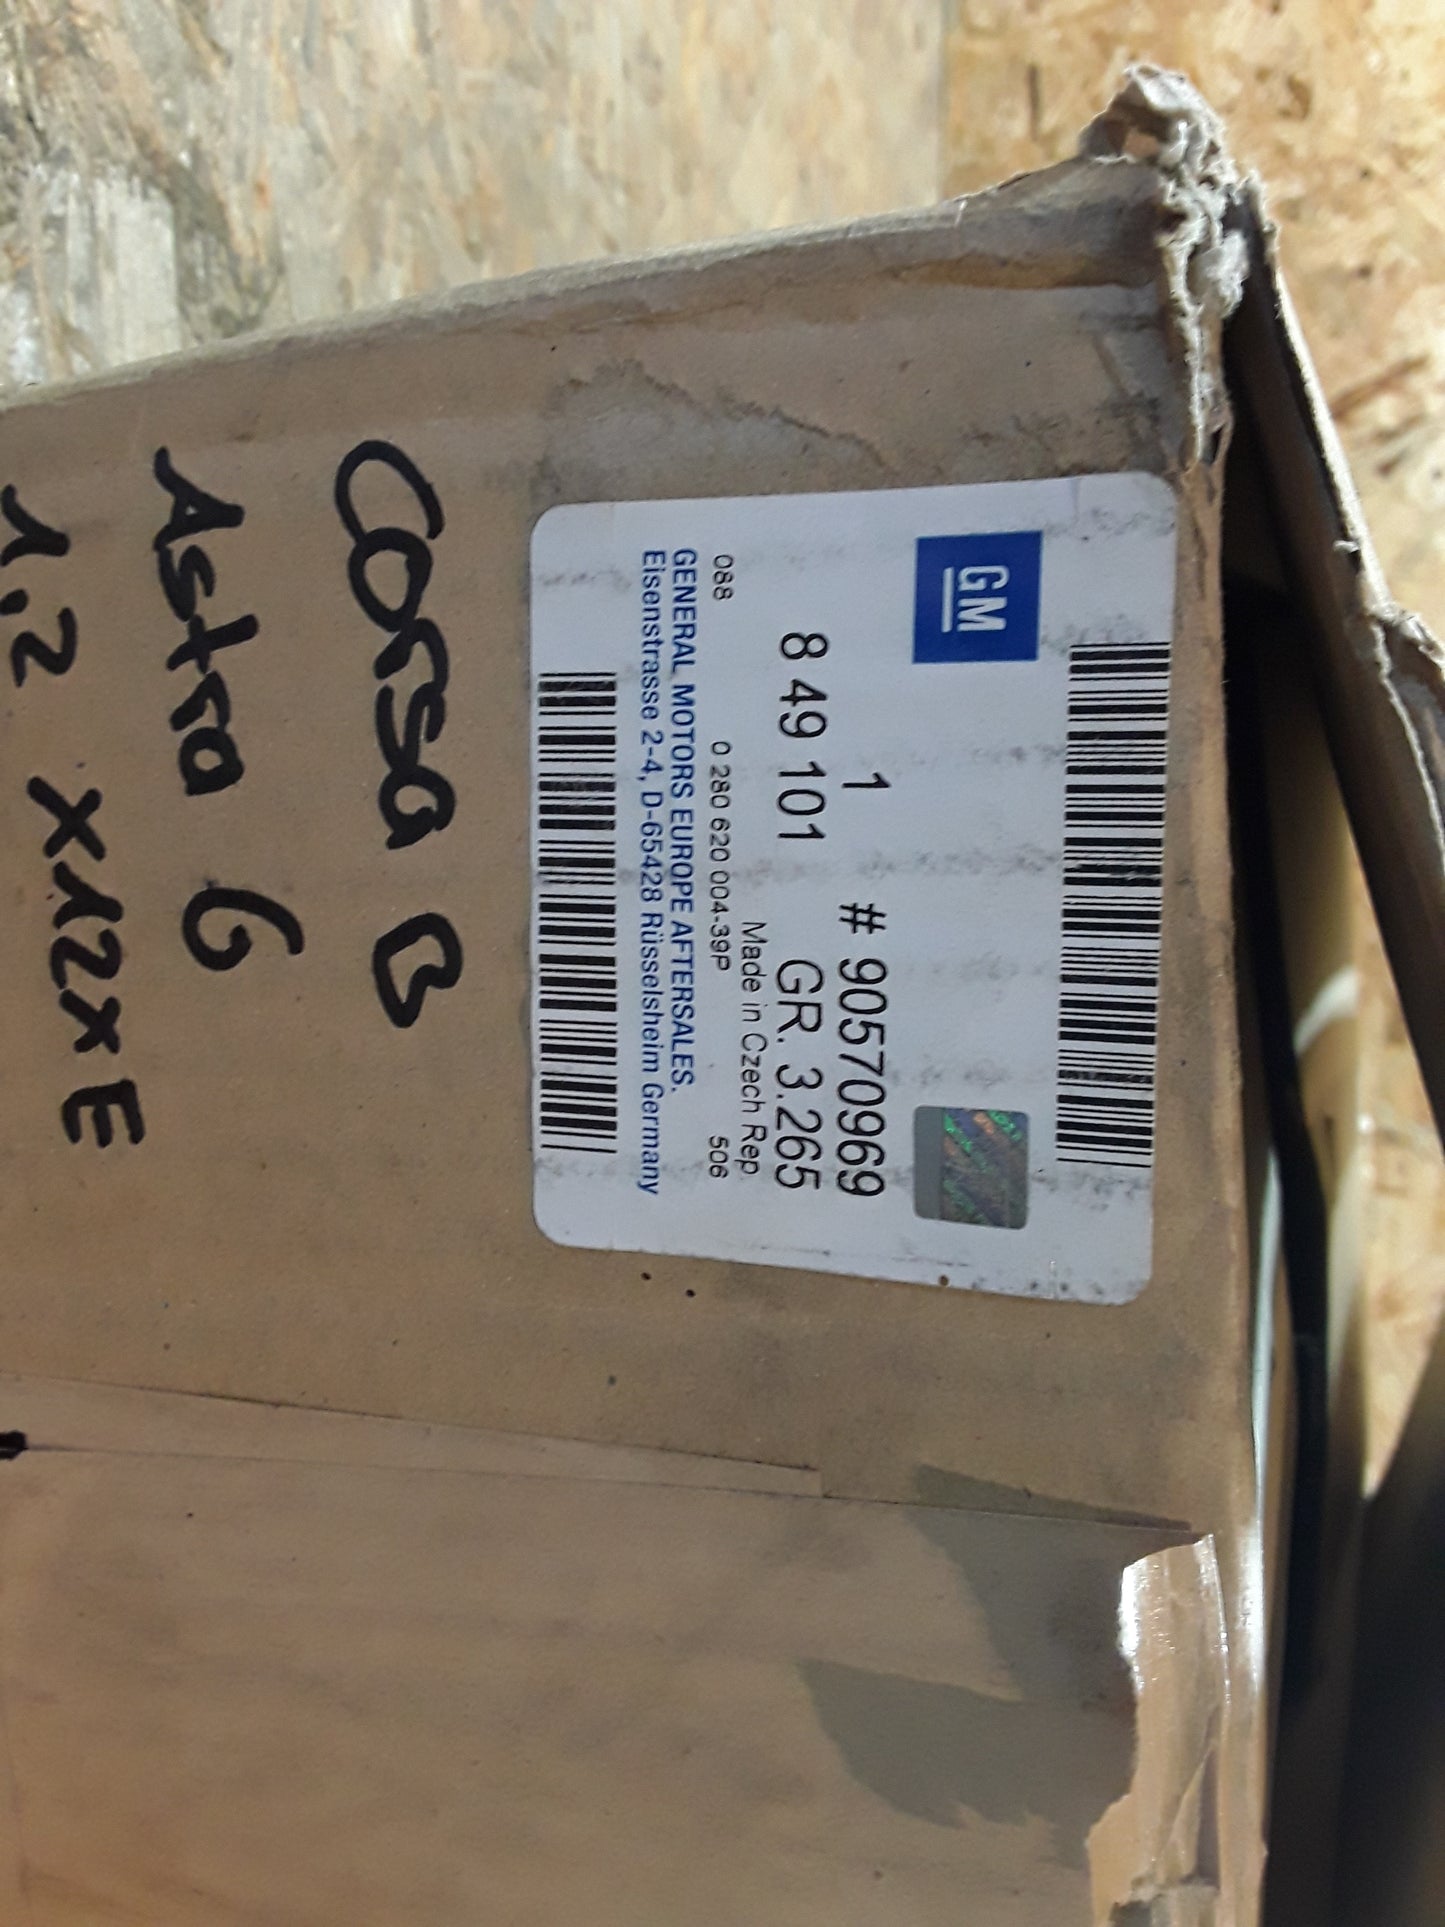 GM
1 # 90570969
8 49 101 GR. 3.265
Made in Czech Rep.
088 0 280 620 004-39P 506
GENERAL MOTORS EUROPE AFTERSALES.
Eisenstrasse 2-4, D-65428 Rüsselsheim Germany
Corsa B
Astra G
1,2 X12XE